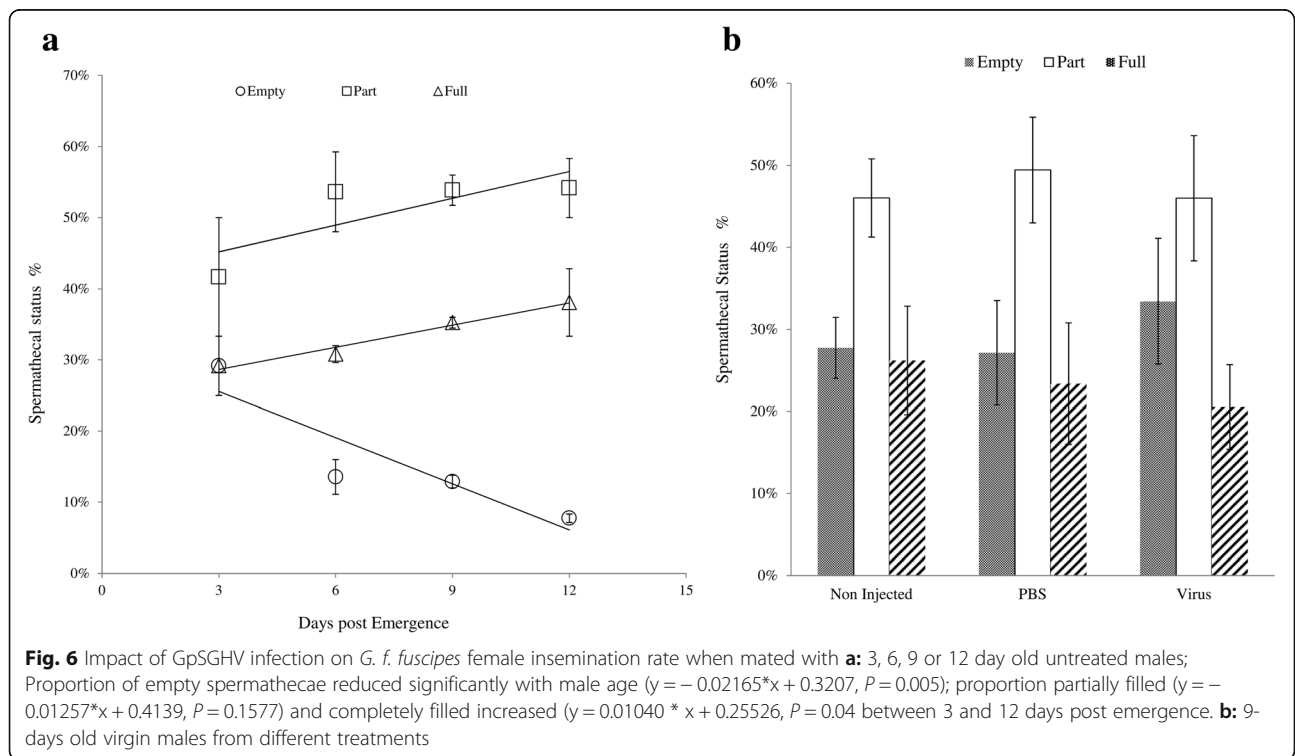 a
70%
Empty Part Full
60%
50%
40%
30%
20%
10%
0%
0 3 6 9 12 15
Spermathecal status %
Days post Emergence
b
Empty Part Full
60%
50%
40%
30%
20%
10%
0%
Spermathecal Status %
Non Injected PBS Virus
Fig. 6 Impact of GpSGHV infection on G. f. fuscipes female insemination rate when mated with a: 3, 6, 9 or 12 day old untreated males;
Proportion of empty spermathecae reduced significantly with male age (y = − 0.02165*x + 0.3207, P = 0.005); proportion partially filled (y = −
0.01257*x + 0.4139, P = 0.1577) and completely filled increased (y = 0.01040 * x + 0.25526, P = 0.04 between 3 and 12 days post emergence. b: 9-
days old virgin males from different treatments